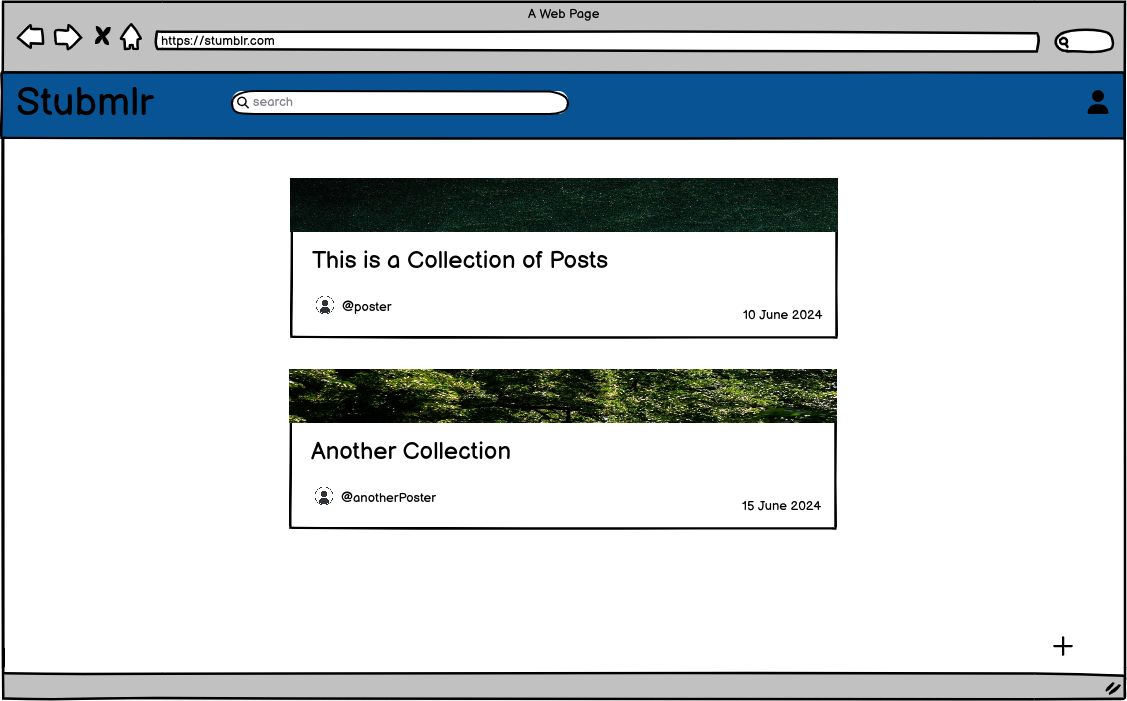 A Web Page
https://stumblr.com
Stubmlr
search
This is a Collection of Posts
@poster
10 June 2024
Another Collection
@anotherPoster
15 June 2024